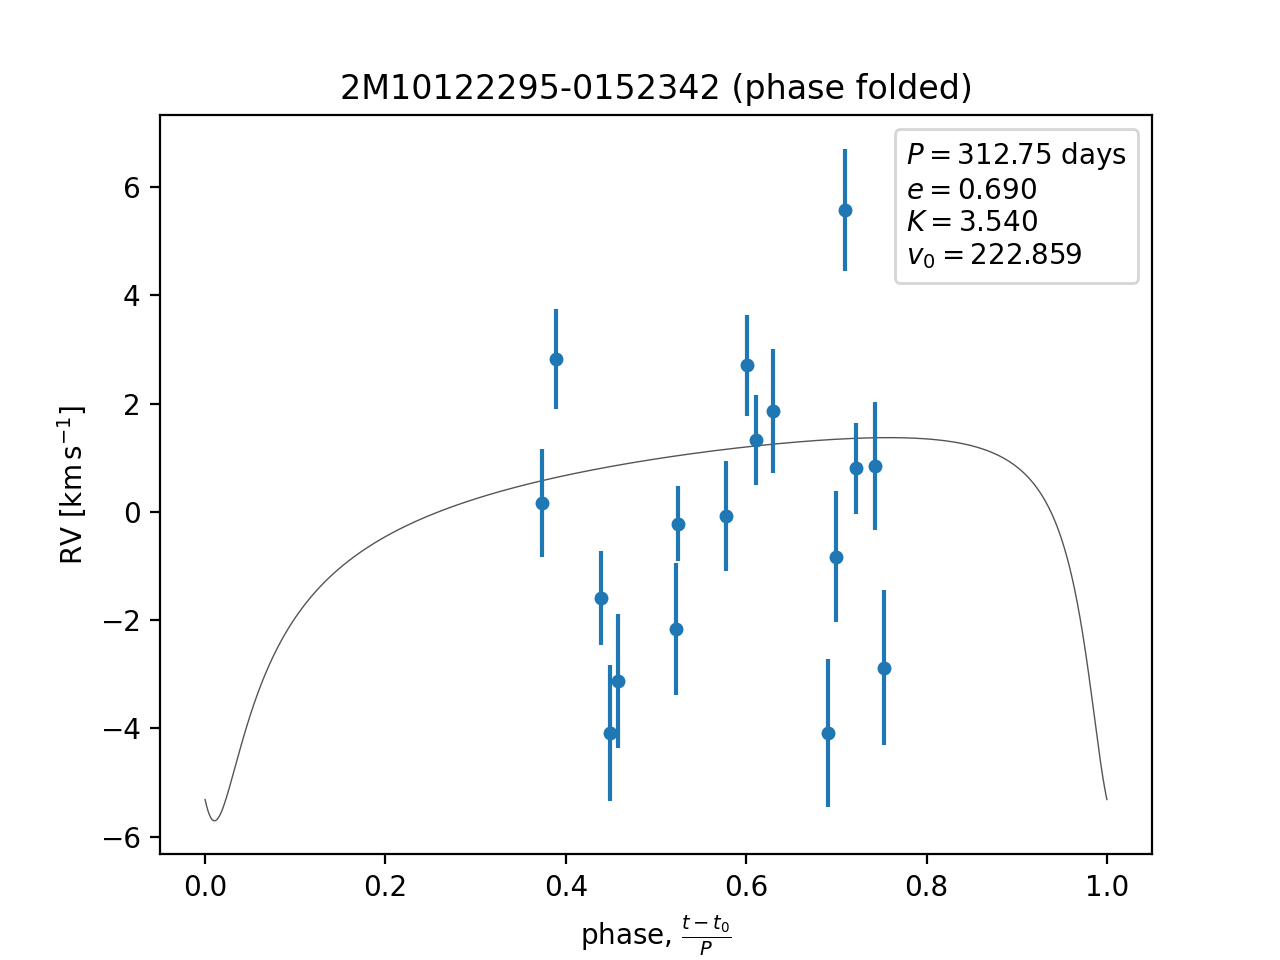 2M10122295-0152342 (phase folded)
P = 312.75 days
e = 0.690
K = 3.540
v₀ = 222.859
6
4
2
0
−2
−4
−6
RV [km s⁻¹]
0.0 0.2 0.4 0.6 0.8 1.0
phase, (t − t₀)/P